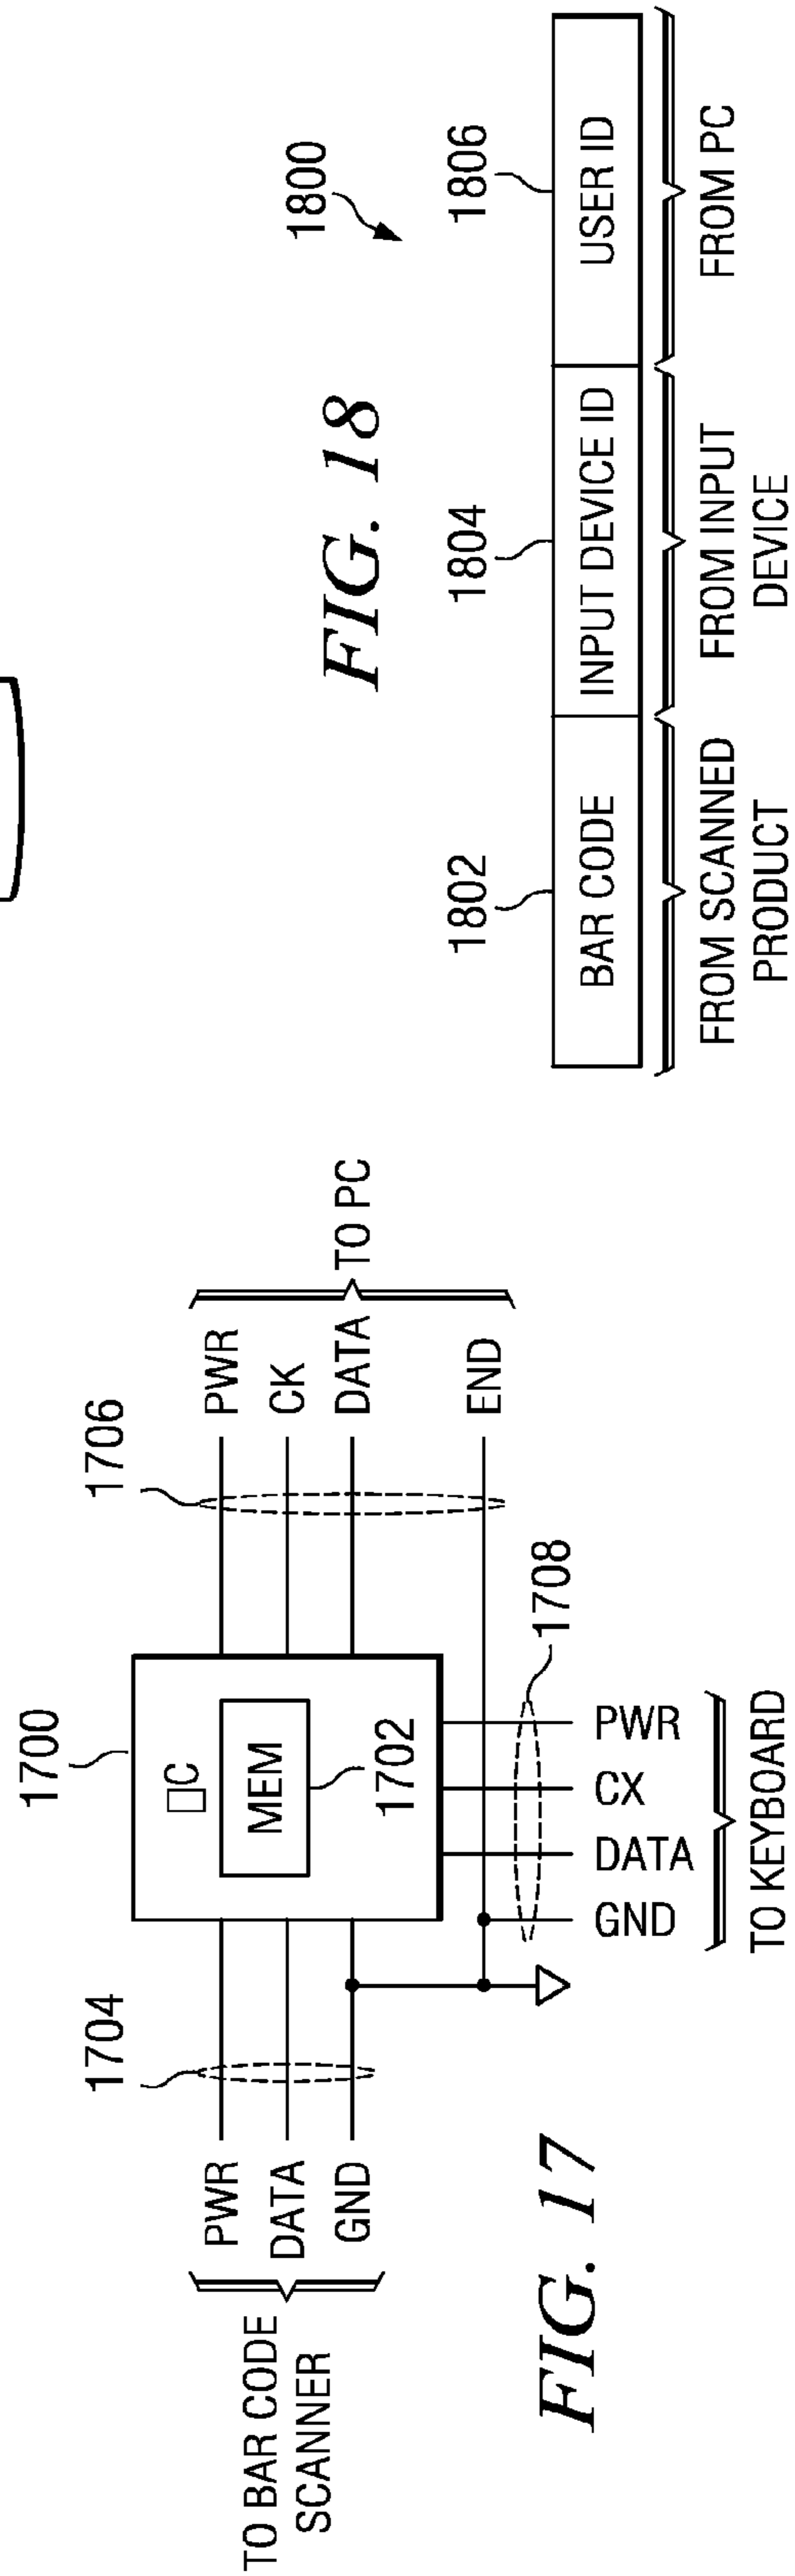 1700
□C
MEM
1702
1704
PWR
DATA
GND
TO BAR CODE
SCANNER
1706
PWR
CK
DATA
END
TO PC
1708
PWR
CX
DATA
GND
TO KEYBOARD
FIG. 17
FIG. 18
1800
1802
1804
1806
BAR CODE
INPUT DEVICE ID
USER ID
FROM SCANNED
PRODUCT
FROM INPUT
DEVICE
FROM PC